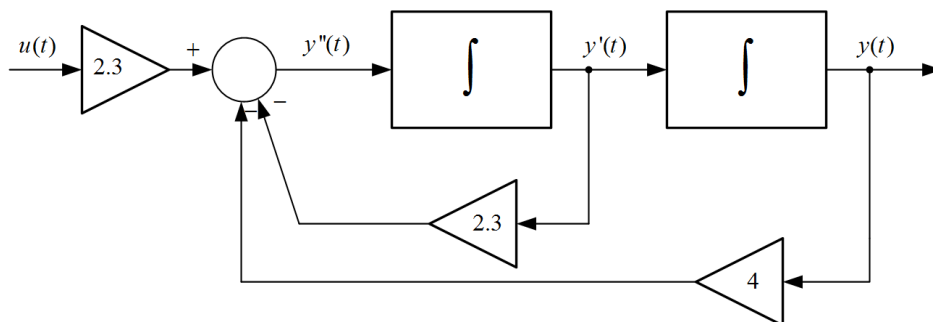 u(t) 2.3 + y''(t) ∫ y'(t) ∫ y(t)
− −
2.3
4